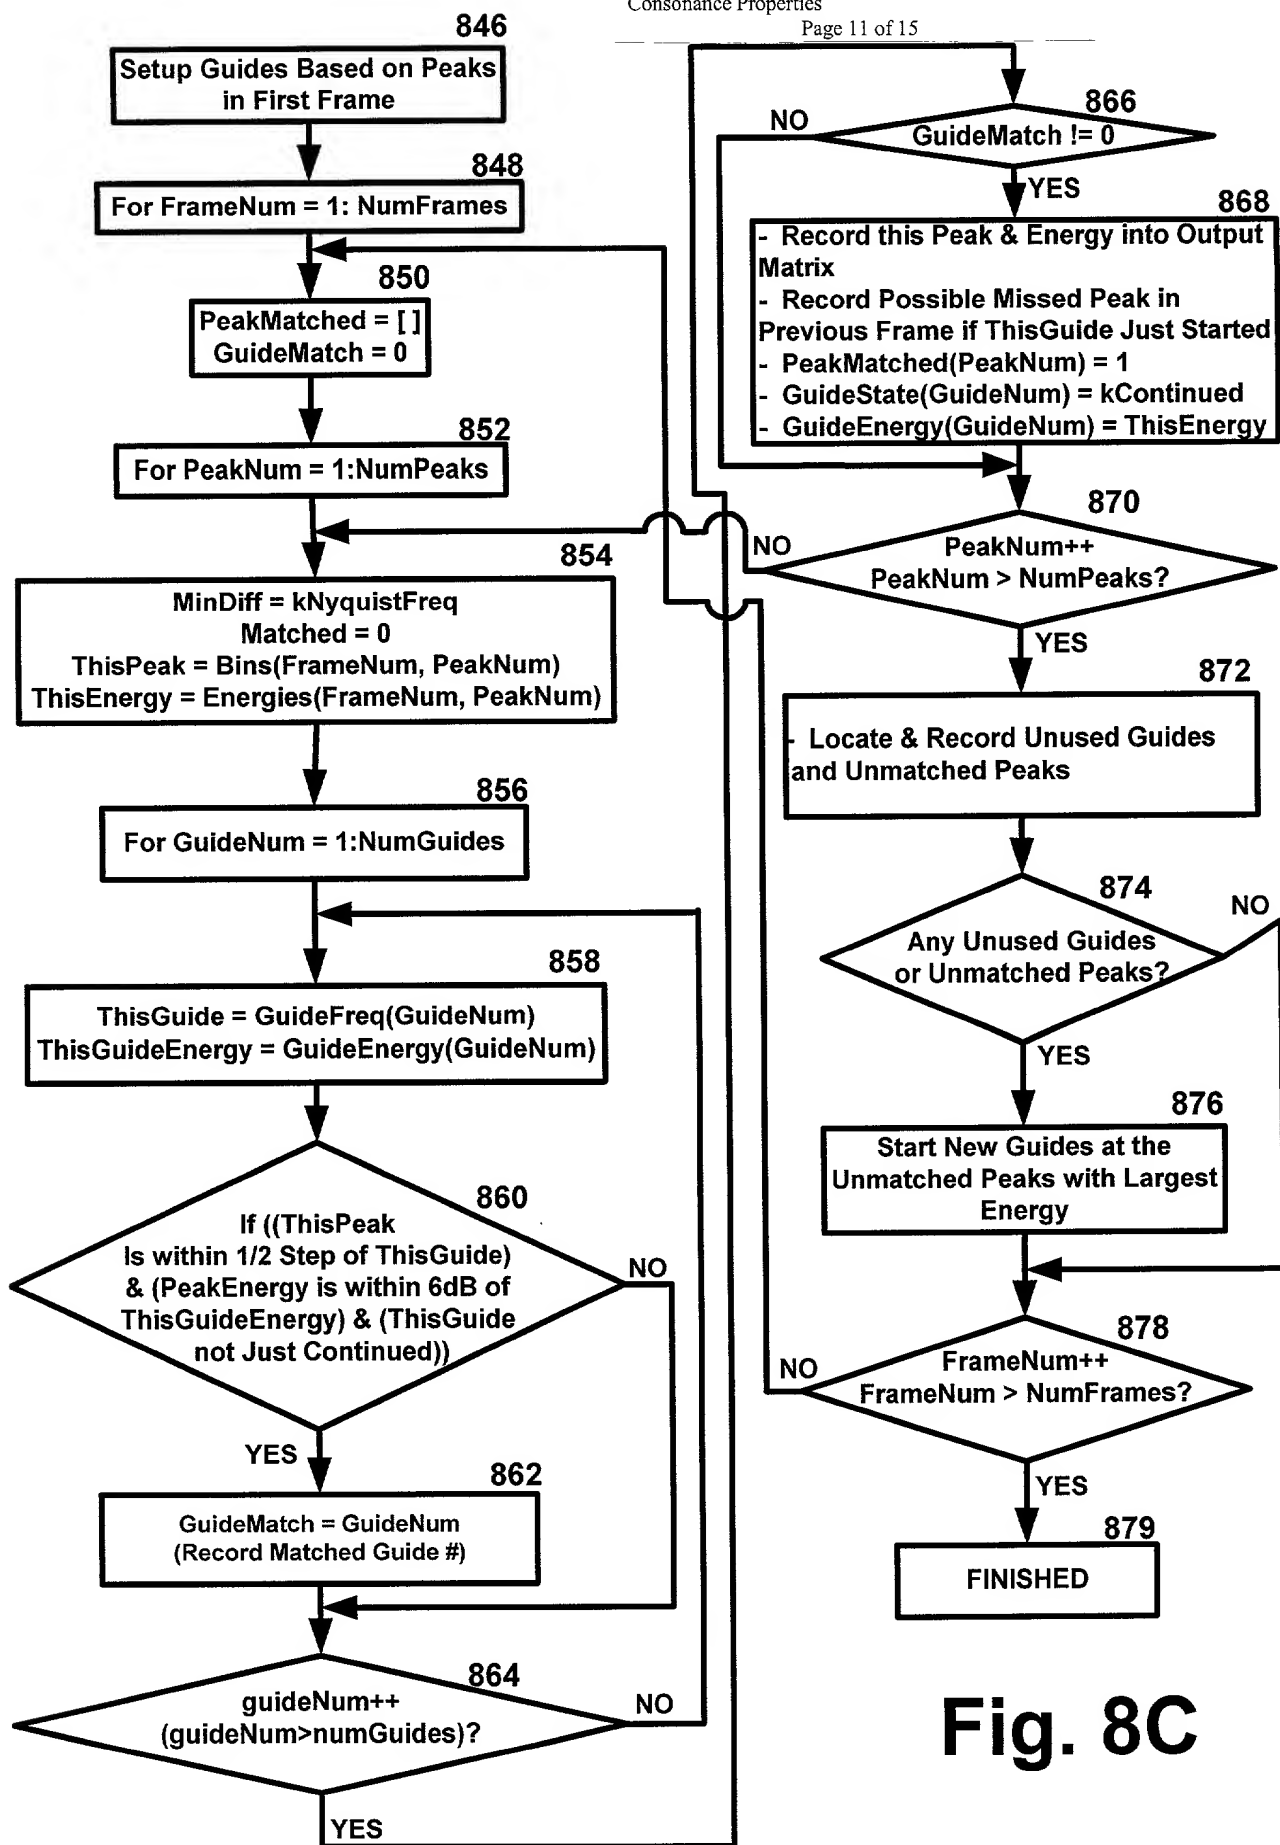 Consonance Properties
Page 11 of 15
846
Setup Guides Based on Peaks
in First Frame
848
For FrameNum = 1: NumFrames
850
PeakMatched = [ ]
GuideMatch = 0
852
For PeakNum = 1:NumPeaks
854
MinDiff = kNyquistFreq
Matched = 0
ThisPeak = Bins(FrameNum, PeakNum)
ThisEnergy = Energies(FrameNum, PeakNum)
856
For GuideNum = 1:NumGuides
858
ThisGuide = GuideFreq(GuideNum)
ThisGuideEnergy = GuideEnergy(GuideNum)
860
If ((ThisPeak
Is within 1/2 Step of ThisGuide)
& (PeakEnergy is within 6dB of
ThisGuideEnergy) & (ThisGuide
not Just Continued))
NO
YES
862
GuideMatch = GuideNum
(Record Matched Guide #)
864
guideNum++
(guideNum>numGuides)?
NO
YES
866
GuideMatch != 0
NO
YES
868
- Record this Peak & Energy into Output
Matrix
- Record Possible Missed Peak in
Previous Frame if ThisGuide Just Started
- PeakMatched(PeakNum) = 1
- GuideState(GuideNum) = kContinued
- GuideEnergy(GuideNum) = ThisEnergy
870
PeakNum++
PeakNum > NumPeaks?
NO
YES
872
- Locate & Record Unused Guides
and Unmatched Peaks
874
Any Unused Guides
or Unmatched Peaks?
NO
YES
876
Start New Guides at the
Unmatched Peaks with Largest
Energy
878
FrameNum++
FrameNum > NumFrames?
NO
YES
879
FINISHED
Fig. 8C